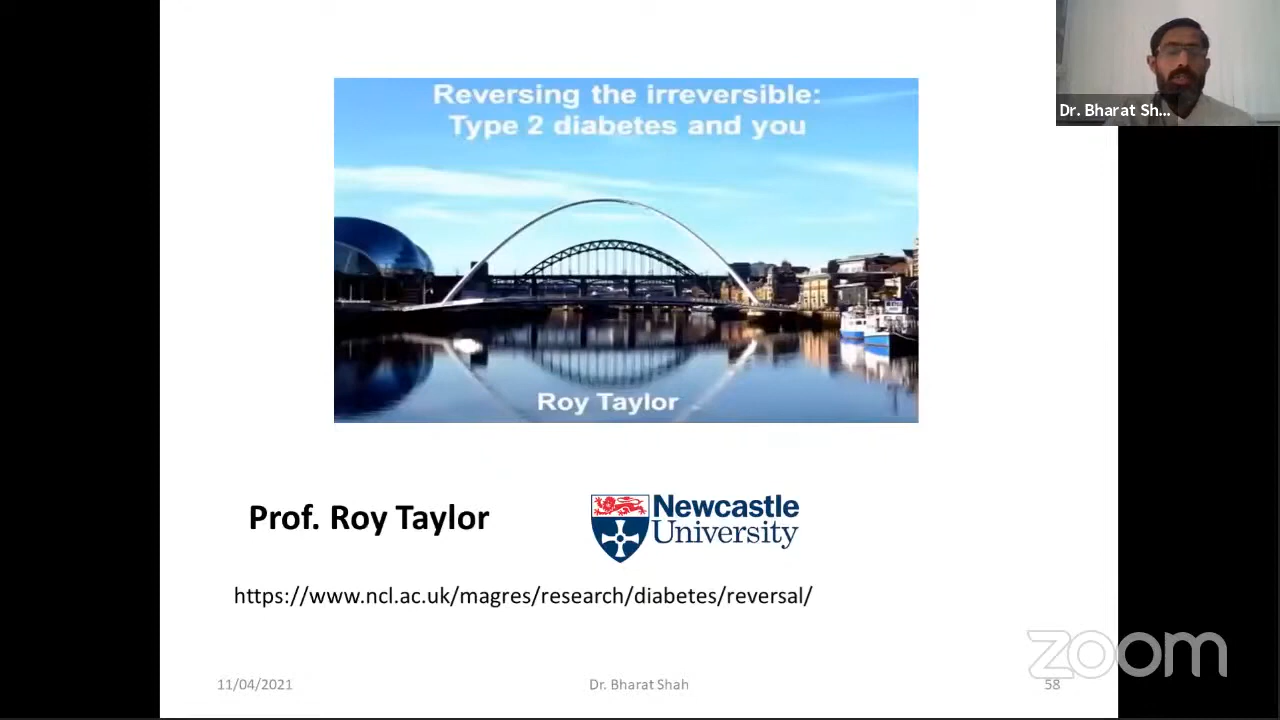 Reversing the irreversible:
Type 2 diabetes and you
Roy Taylor
Dr. Bharat Sh...
Prof. Roy Taylor
Newcastle
University
https://www.ncl.ac.uk/magres/research/diabetes/reversal/
zoom
11/04/2021
Dr. Bharat Shah
58